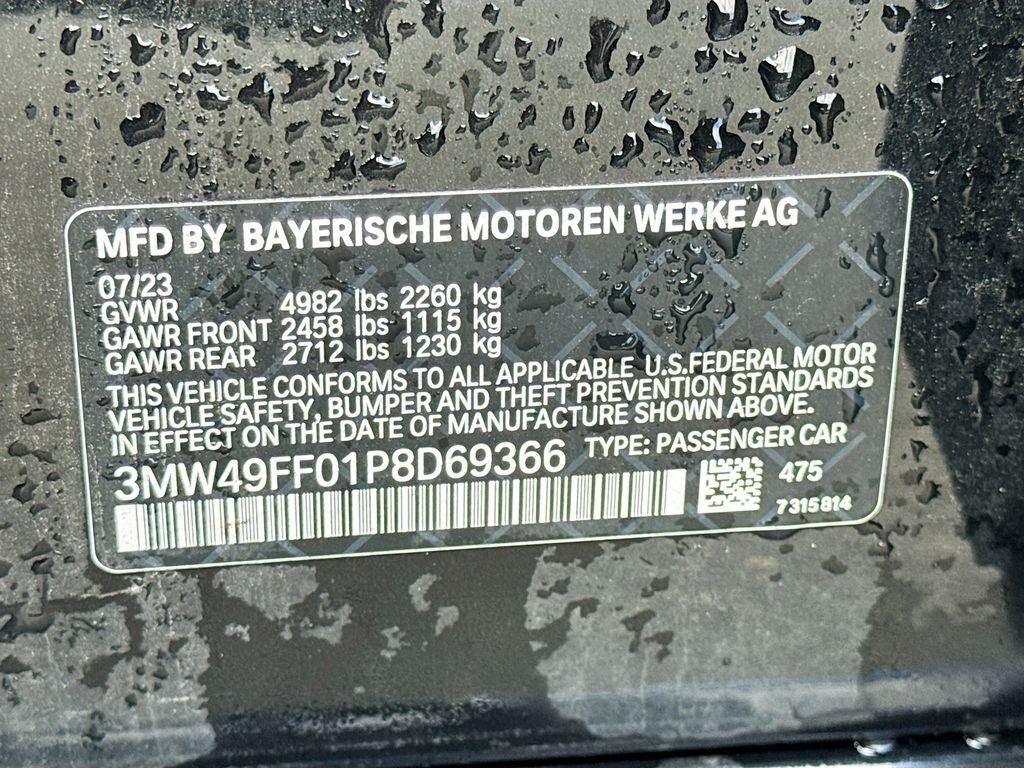 MFD BY BAYERISCHE MOTOREN WERKE AG
07/23
GVWR 4982 lbs 2260 kg
GAWR FRONT 2458 lbs 1115 kg
GAWR REAR 2712 lbs 1230 kg
THIS VEHICLE CONFORMS TO ALL APPLICABLE U.S.FEDERAL MOTOR
VEHICLE SAFETY, BUMPER AND THEFT PREVENTION STANDARDS
IN EFFECT ON THE DATE OF MANUFACTURE SHOWN ABOVE.
3MW49FF01P8D69366 TYPE: PASSENGER CAR
475
7315814